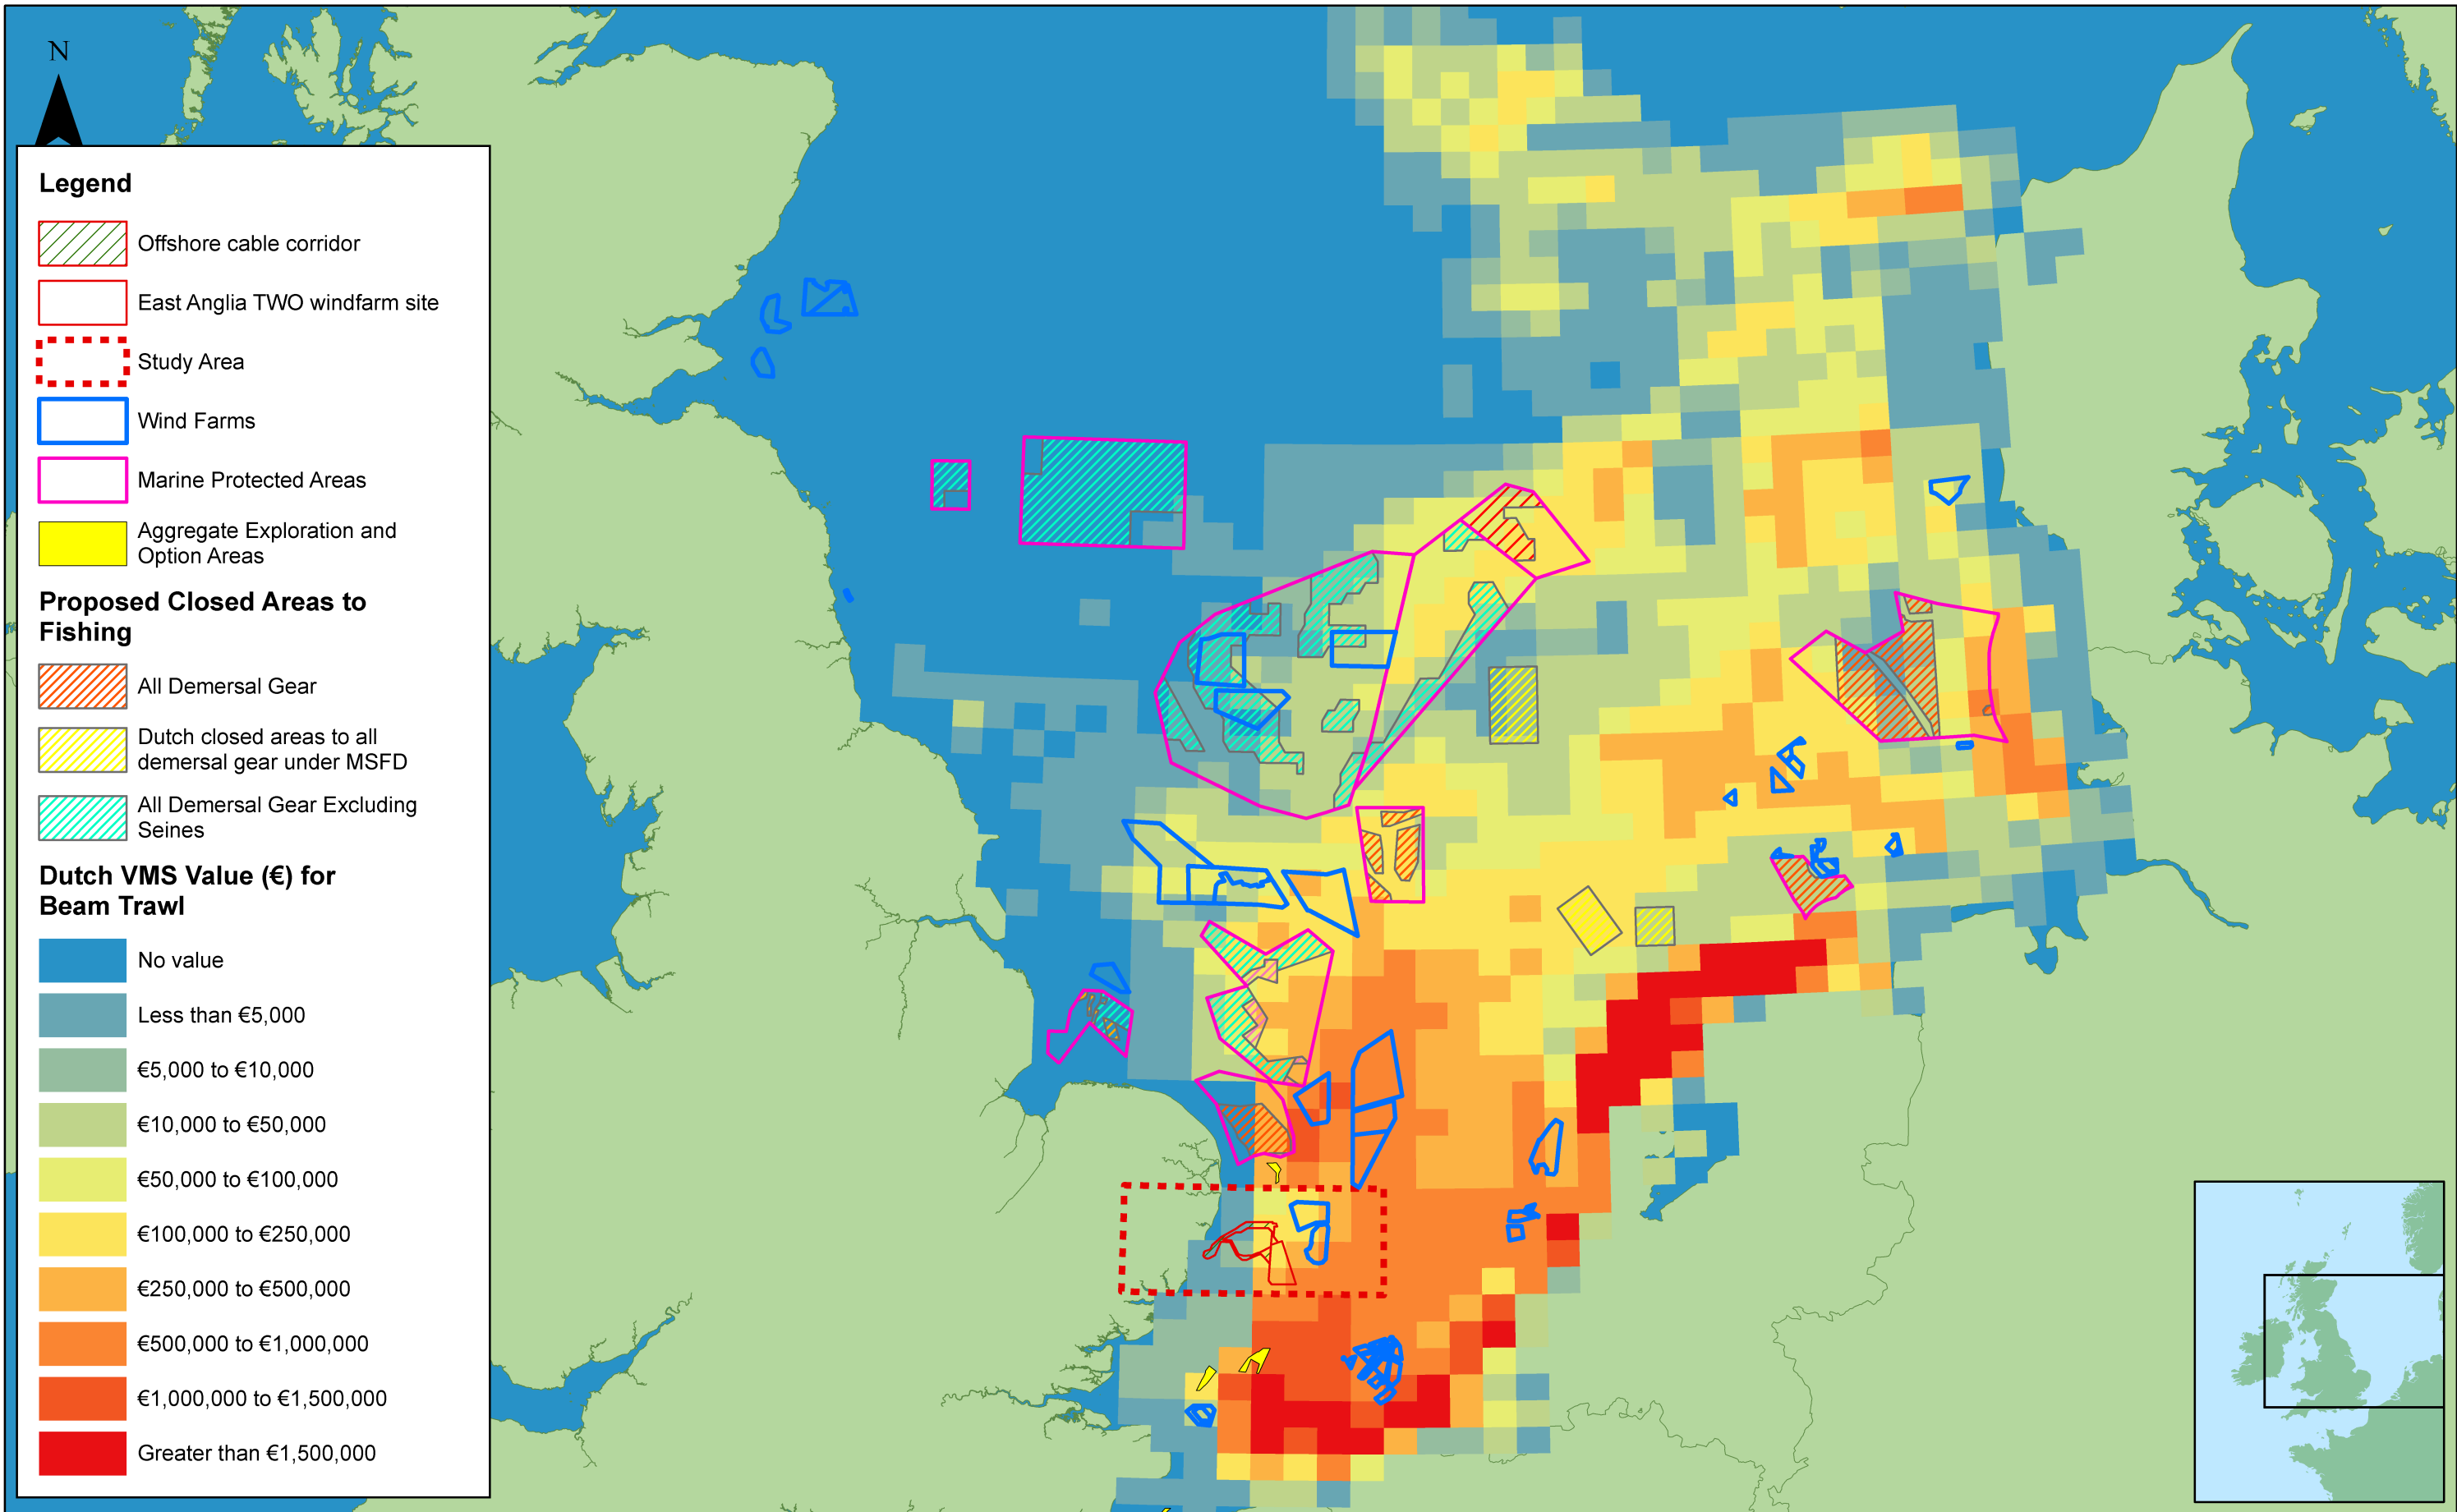 N
Legend
Offshore cable corridor
East Anglia TWO windfarm site
Study Area
Wind Farms
Marine Protected Areas
Aggregate Exploration and
Option Areas
Proposed Closed Areas to
Fishing
All Demersal Gear
Dutch closed areas to all
demersal gear under MSFD
All Demersal Gear Excluding
Seines
Dutch VMS Value (€) for
Beam Trawl
No value
Less than €5,000
€5,000 to €10,000
€10,000 to €50,000
€50,000 to €100,000
€100,000 to €250,000
€250,000 to €500,000
€500,000 to €1,000,000
€1,000,000 to €1,500,000
Greater than €1,500,000